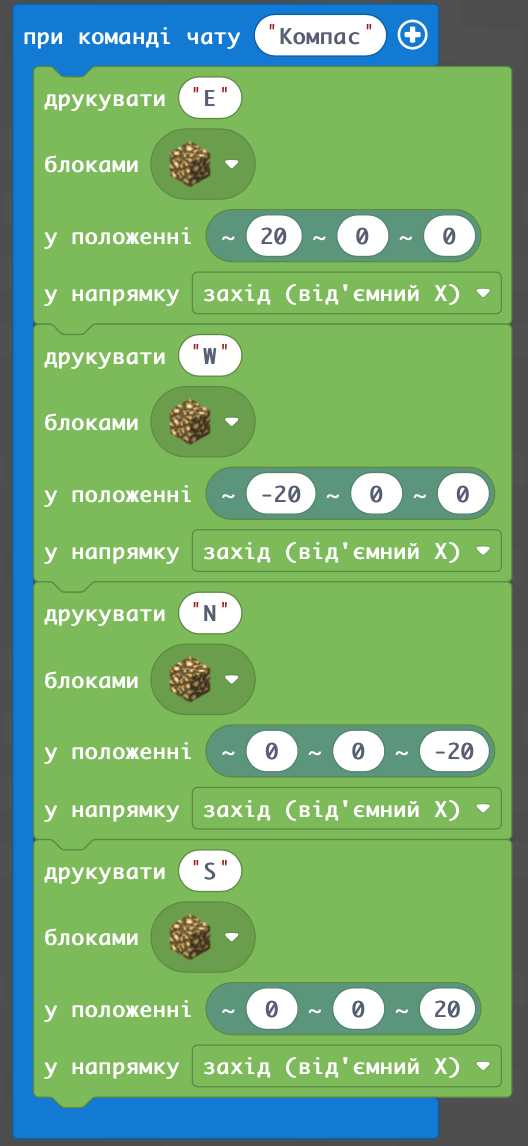 при команді чату "Компас"
друкувати "E"
блоками
у положенні ~ 20 ~ 0 ~ 0
у напрямку захід (від'ємний X)
друкувати "W"
блоками
у положенні ~ -20 ~ 0 ~ 0
у напрямку захід (від'ємний X)
друкувати "N"
блоками
у положенні ~ 0 ~ 0 ~ -20
у напрямку захід (від'ємний X)
друкувати "S"
блоками
у положенні ~ 0 ~ 0 ~ 20
у напрямку захід (від'ємний X)